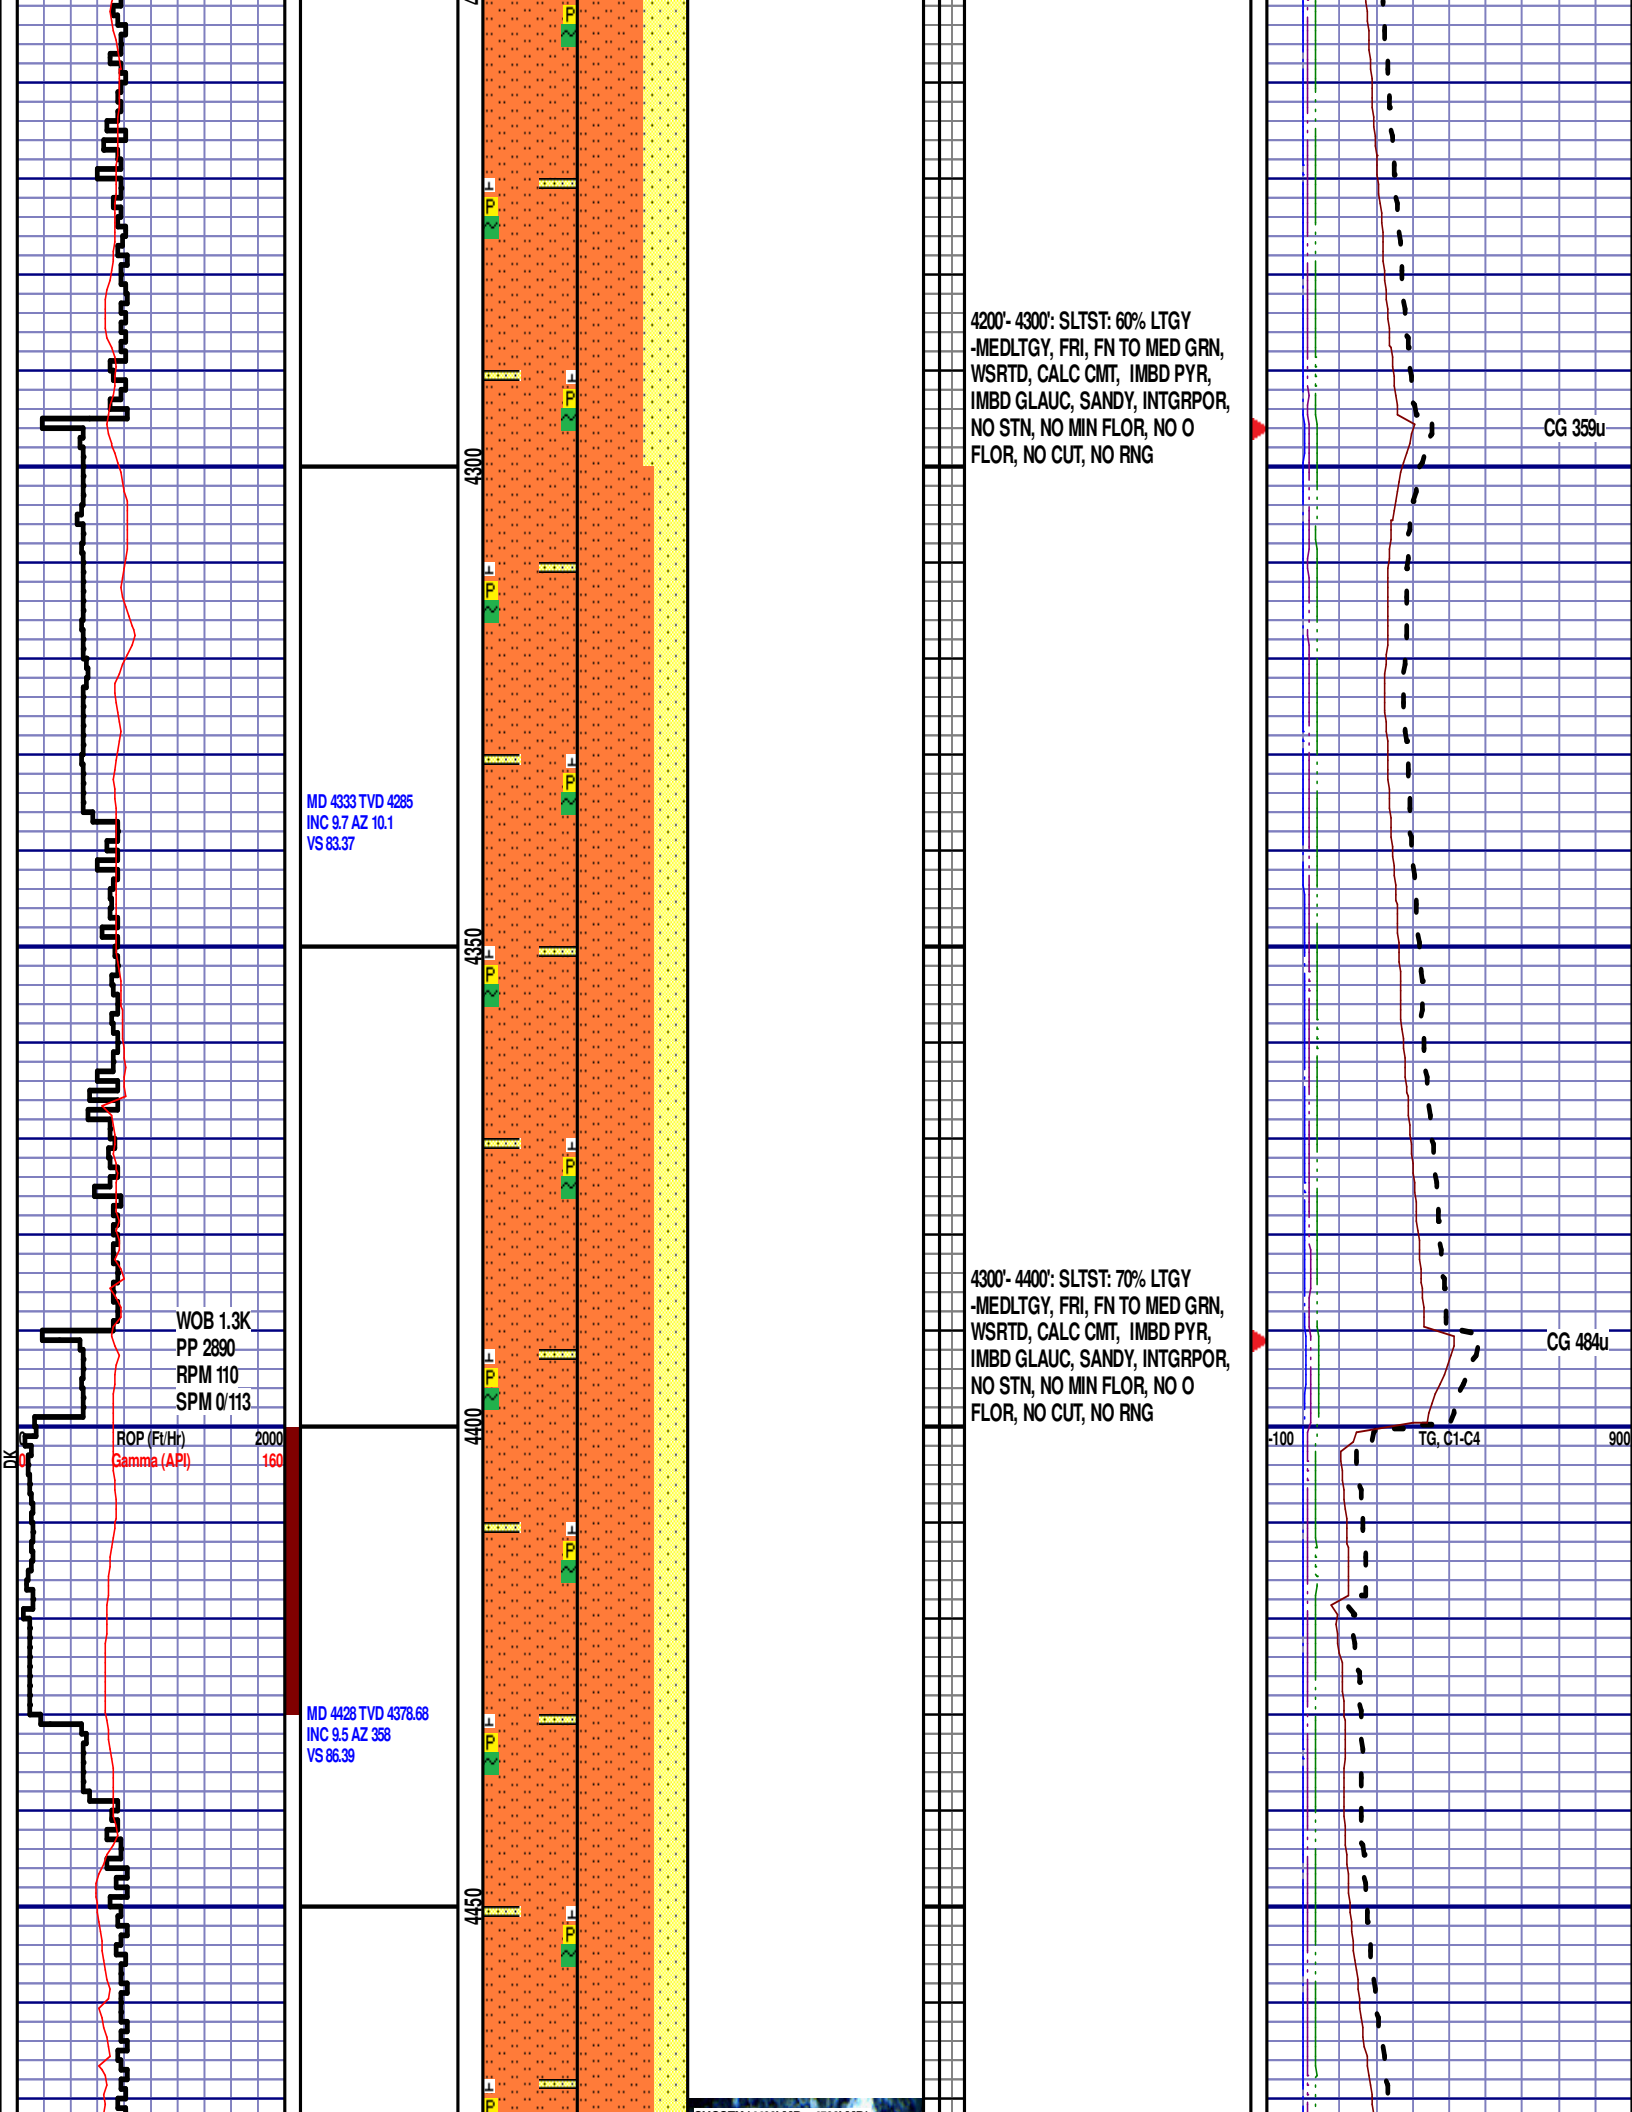 4200'- 4300': SLTST: 60% LTGY
-MEDLTGY, FRI, FN TO MED GRN,
WSRTD, CALC CMT, IMBD PYR,
IMBD GLAUC, SANDY, INTGRPOR,
NO STN, NO MIN FLOR, NO O
FLOR, NO CUT, NO RNG
CG 359u
4300
MD 4333 TVD 4285
INC 9.7 AZ 10.1
VS 83.37
4350
4300'- 4400': SLTST: 70% LTGY
-MEDLTGY, FRI, FN TO MED GRN,
WSRTD, CALC CMT, IMBD PYR,
IMBD GLAUC, SANDY, INTGRPOR,
NO STN, NO MIN FLOR, NO O
FLOR, NO CUT, NO RNG
WOB 1.3K
PP 2890
RPM 110
SPM 0/113
CG 484u
4400
0 ROP (Ft/Hr) 2000
0 Gamma (API) 160
DK
-100 TG, C1-C4 900
MD 4428 TVD 4378.68
INC 9.5 AZ 358
VS 86.39
4450
P
P
P
P
P
P
P
P
P
P
P
P